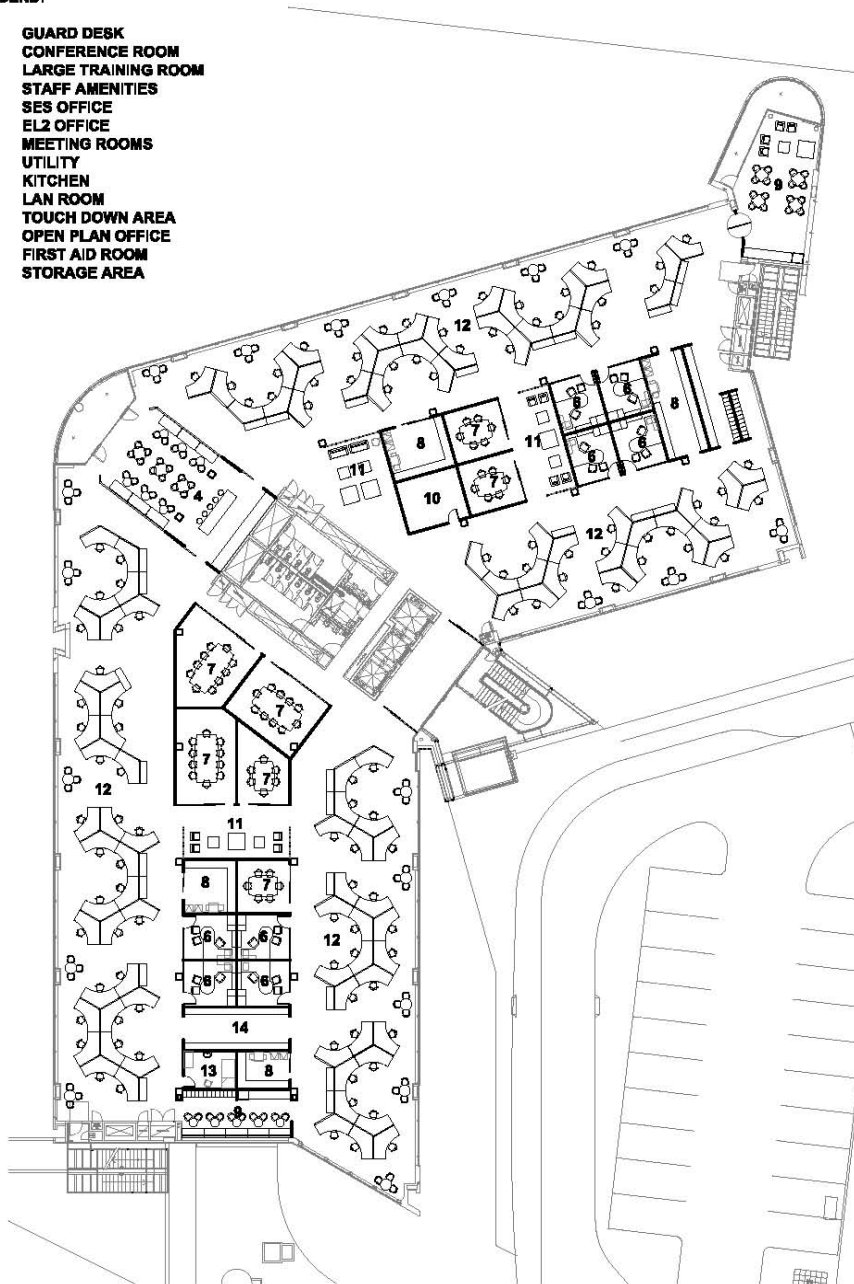 GUARD DESK
CONFERENCE ROOM
LARGE TRAINING ROOM
STAFF AMENITIES
SES OFFICE
EL2 OFFICE
MEETING ROOMS
UTILITY
KITCHEN
LAN ROOM
TOUCH DOWN AREA
OPEN PLAN OFFICE
FIRST AID ROOM
STORAGE AREA
9
12
6 6
8 7 11 8
11 6 6
4 10 7
12
7
7
7 7
12
11
8 7
6 6 12
6 6
14
13 8
9